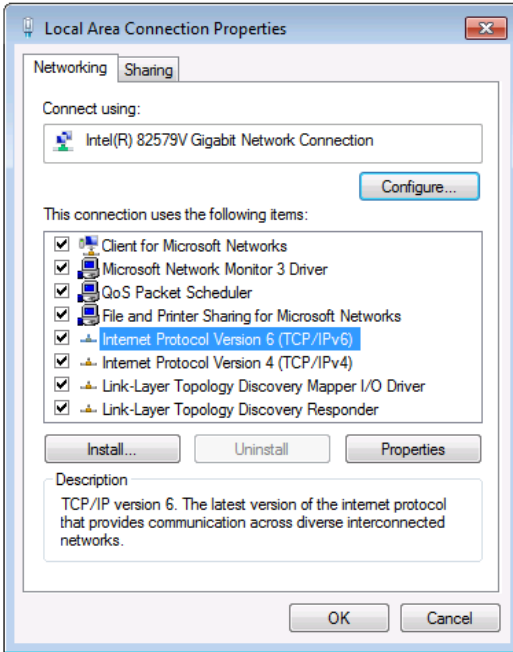 Local Area Connection Properties
Networking
Sharing
Connect using:
Intel(R) 82579V Gigabit Network Connection
Configure...
This connection uses the following items:
Client for Microsoft Networks
Microsoft Network Monitor 3 Driver
QoS Packet Scheduler
File and Printer Sharing for Microsoft Networks
Internet Protocol Version 6 (TCP/IPv6)
Internet Protocol Version 4 (TCP/IPv4)
Link-Layer Topology Discovery Mapper I/O Driver
Link-Layer Topology Discovery Responder
Install...
Uninstall
Properties
Description
TCP/IP version 6. The latest version of the internet protocol
that provides communication across diverse interconnected
networks.
OK
Cancel